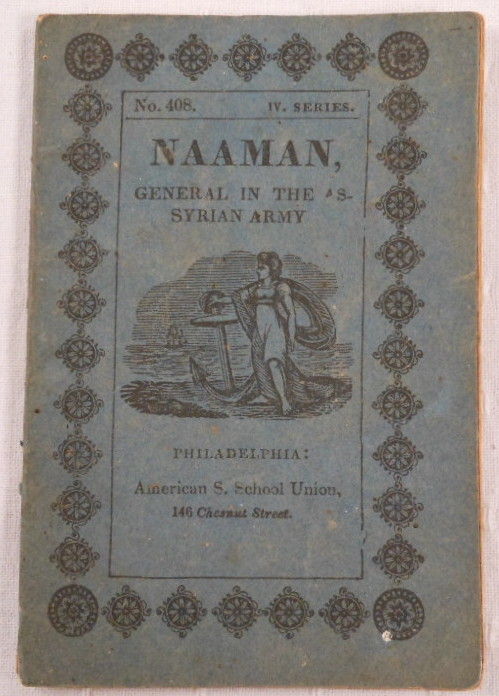 No. 408. IV. SERIES.
NAAMAN,
GENERAL IN THE AS-
SYRIAN ARMY
PHILADELPHIA:
American S. School Union,
146 Chesnut Street.